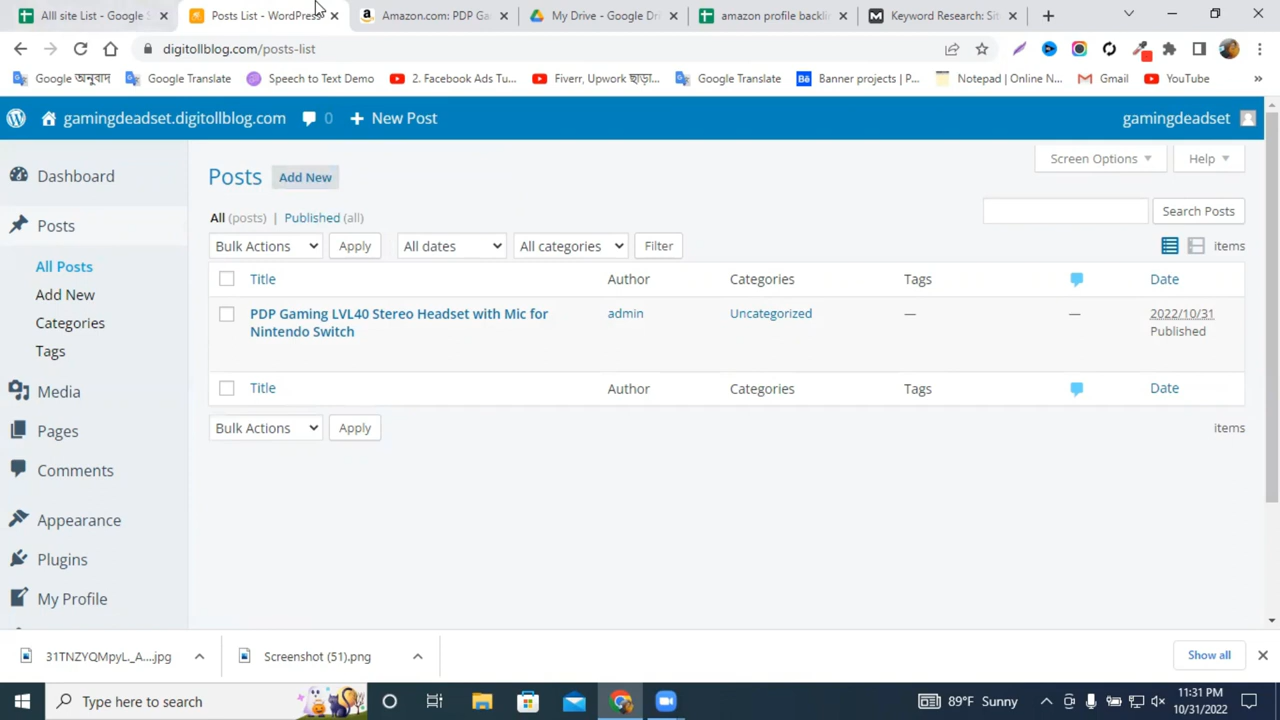 Alll site List - Google S
Posts List - WordPress
Amazon.com: PDP Ga
My Drive - Google Dri
amazon profile backlin
Keyword Research: Sit
digitollblog.com/posts-list
Google অনুবাদ
Google Translate
Speech to Text Demo
2. Facebook Ads Tu...
Fiverr, Upwork ছাড়া...
Google Translate
Banner projects | P...
Notepad | Online N...
Gmail
YouTube
gamingdeadset.digitollblog.com
0
New Post
gamingdeadset
Dashboard
Posts
All Posts
Add New
Categories
Tags
Media
Pages
Comments
Appearance
Plugins
My Profile
Posts
Add New
Screen Options
Help
All (posts) | Published (all)
Search Posts
Bulk Actions
Apply
All dates
All categories
Filter
items
Title
Author
Categories
Tags
Date
PDP Gaming LVL40 Stereo Headset with Mic for
Nintendo Switch
admin
Uncategorized
—
—
2022/10/31
Published
Title
Author
Categories
Tags
Date
Bulk Actions
Apply
items
31TNZYQMpyL._A....jpg
Screenshot (51).png
Show all
Type here to search
89°F Sunny
11:31 PM
10/31/2022